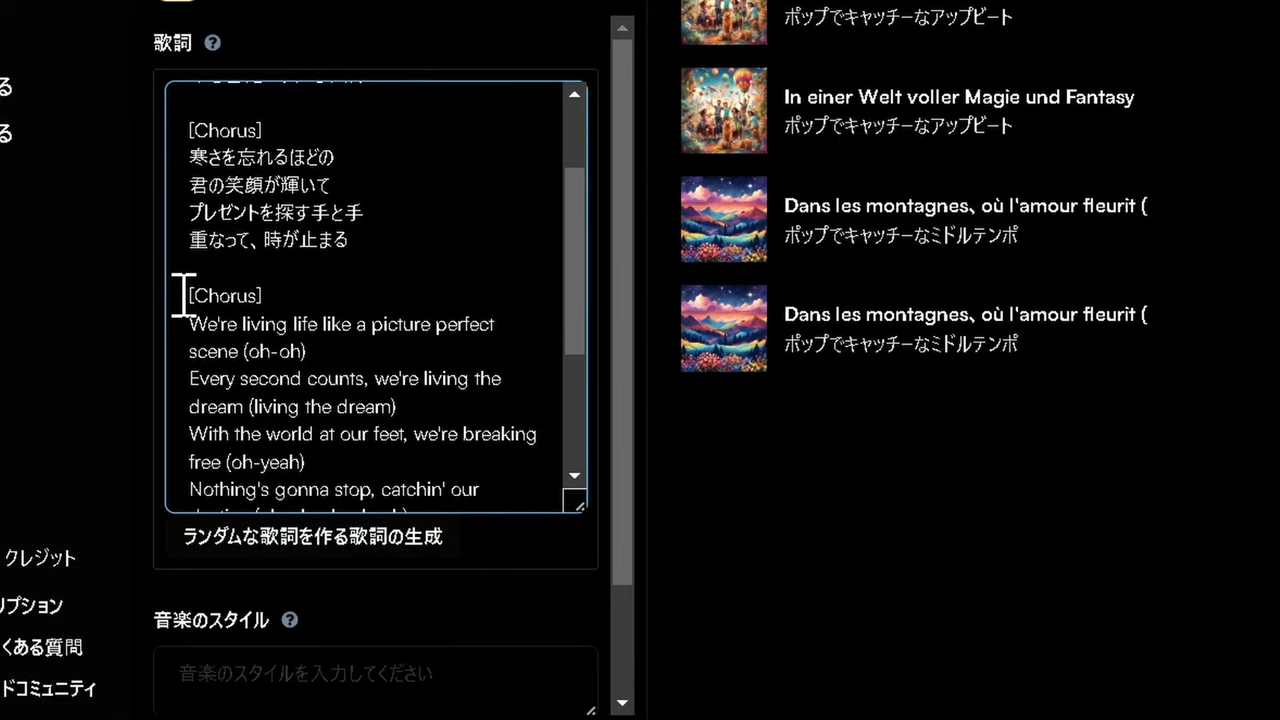 歌詞
[Chorus]
寒さを忘れるほどの
君の笑顔が輝いて
プレゼントを探す手と手
重なって、時が止まる
[Chorus]
We're living life like a picture perfect
scene (oh-oh)
Every second counts, we're living the
dream (living the dream)
With the world at our feet, we're breaking
free (oh-yeah)
Nothing's gonna stop, catchin' our
ランダムな歌詞を作る歌詞の生成
音楽のスタイル
音楽のスタイルを入力してください
る
る
クレジット
リプション
くある質問
ドコミュニティ
ポップでキャッチーなアップビート
In einer Welt voller Magie und Fantasy
ポップでキャッチーなアップビート
Dans les montagnes、où l'amour fleurit (
ポップでキャッチーなミドルテンポ
Dans les montagnes、où l'amour fleurit (
ポップでキャッチーなミドルテンポ